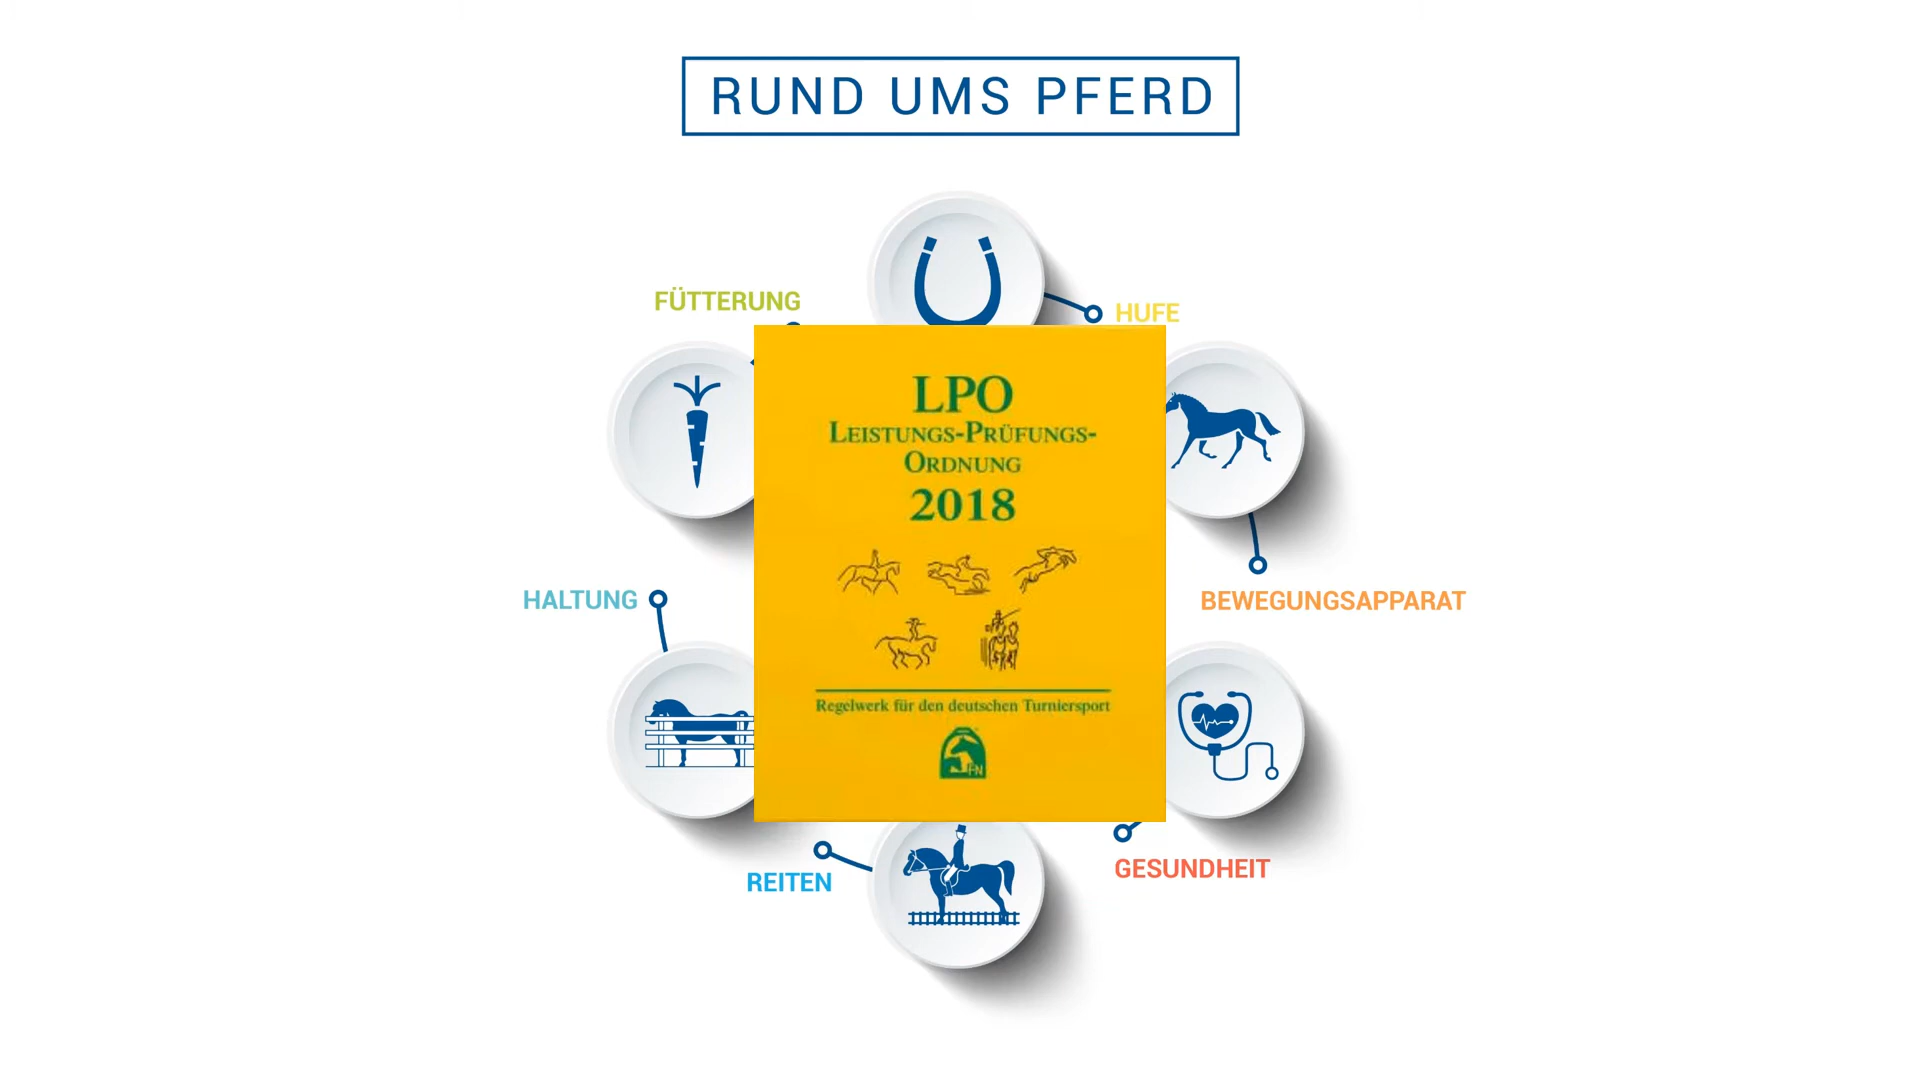 RUND UMS PFERD
FÜTTERUNG
HUFE
LPO
LEISTUNGS-PRÜFUNGS-
ORDNUNG
2018
HALTUNG
BEWEGUNGSAPPARAT
Regelwerk für den deutschen Turniersport
FN
REITEN
GESUNDHEIT